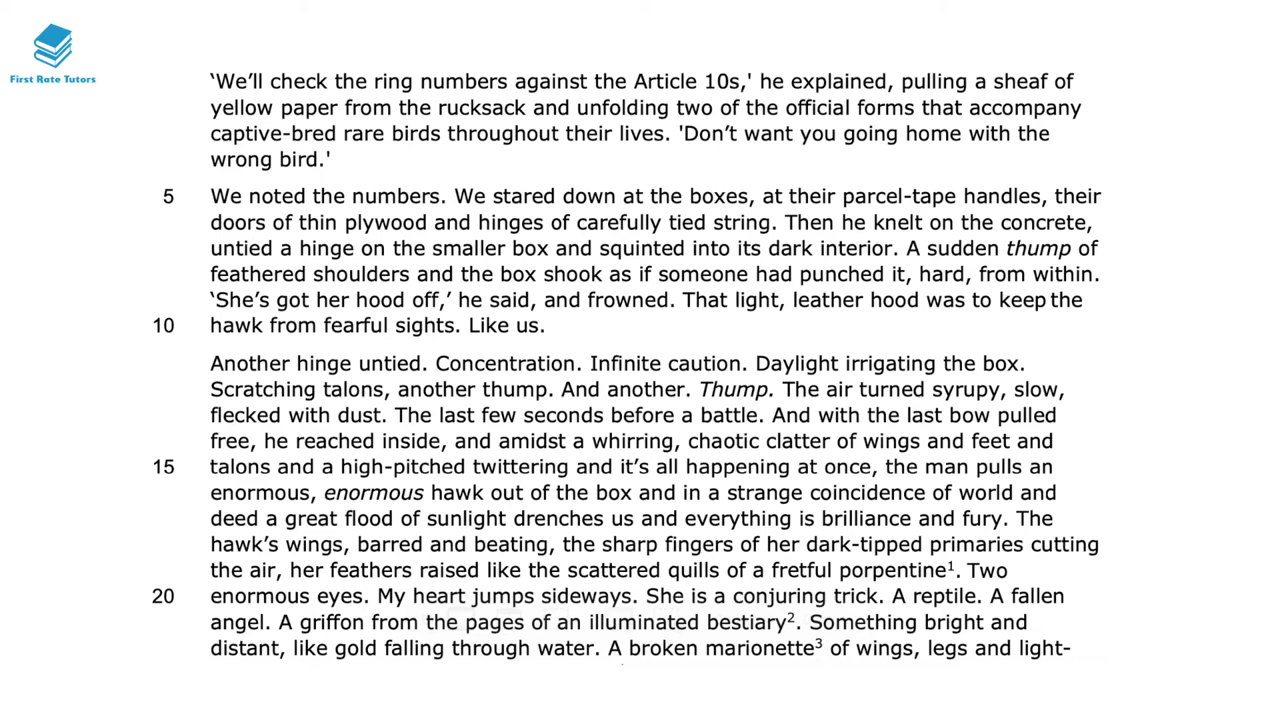 First Rate Tutors
‘We’ll check the ring numbers against the Article 10s,' he explained, pulling a sheaf of
yellow paper from the rucksack and unfolding two of the official forms that accompany
captive-bred rare birds throughout their lives. 'Don’t want you going home with the
wrong bird.'
5 We noted the numbers. We stared down at the boxes, at their parcel-tape handles, their
doors of thin plywood and hinges of carefully tied string. Then he knelt on the concrete,
untied a hinge on the smaller box and squinted into its dark interior. A sudden thump of
feathered shoulders and the box shook as if someone had punched it, hard, from within.
‘She’s got her hood off,’ he said, and frowned. That light, leather hood was to keep the
10 hawk from fearful sights. Like us.
Another hinge untied. Concentration. Infinite caution. Daylight irrigating the box.
Scratching talons, another thump. And another. Thump. The air turned syrupy, slow,
flecked with dust. The last few seconds before a battle. And with the last bow pulled
free, he reached inside, and amidst a whirring, chaotic clatter of wings and feet and
15 talons and a high-pitched twittering and it’s all happening at once, the man pulls an
enormous, enormous hawk out of the box and in a strange coincidence of world and
deed a great flood of sunlight drenches us and everything is brilliance and fury. The
hawk’s wings, barred and beating, the sharp fingers of her dark-tipped primaries cutting
the air, her feathers raised like the scattered quills of a fretful porpentine¹. Two
20 enormous eyes. My heart jumps sideways. She is a conjuring trick. A reptile. A fallen
angel. A griffon from the pages of an illuminated bestiary². Something bright and
distant, like gold falling through water. A broken marionette³ of wings, legs and light-